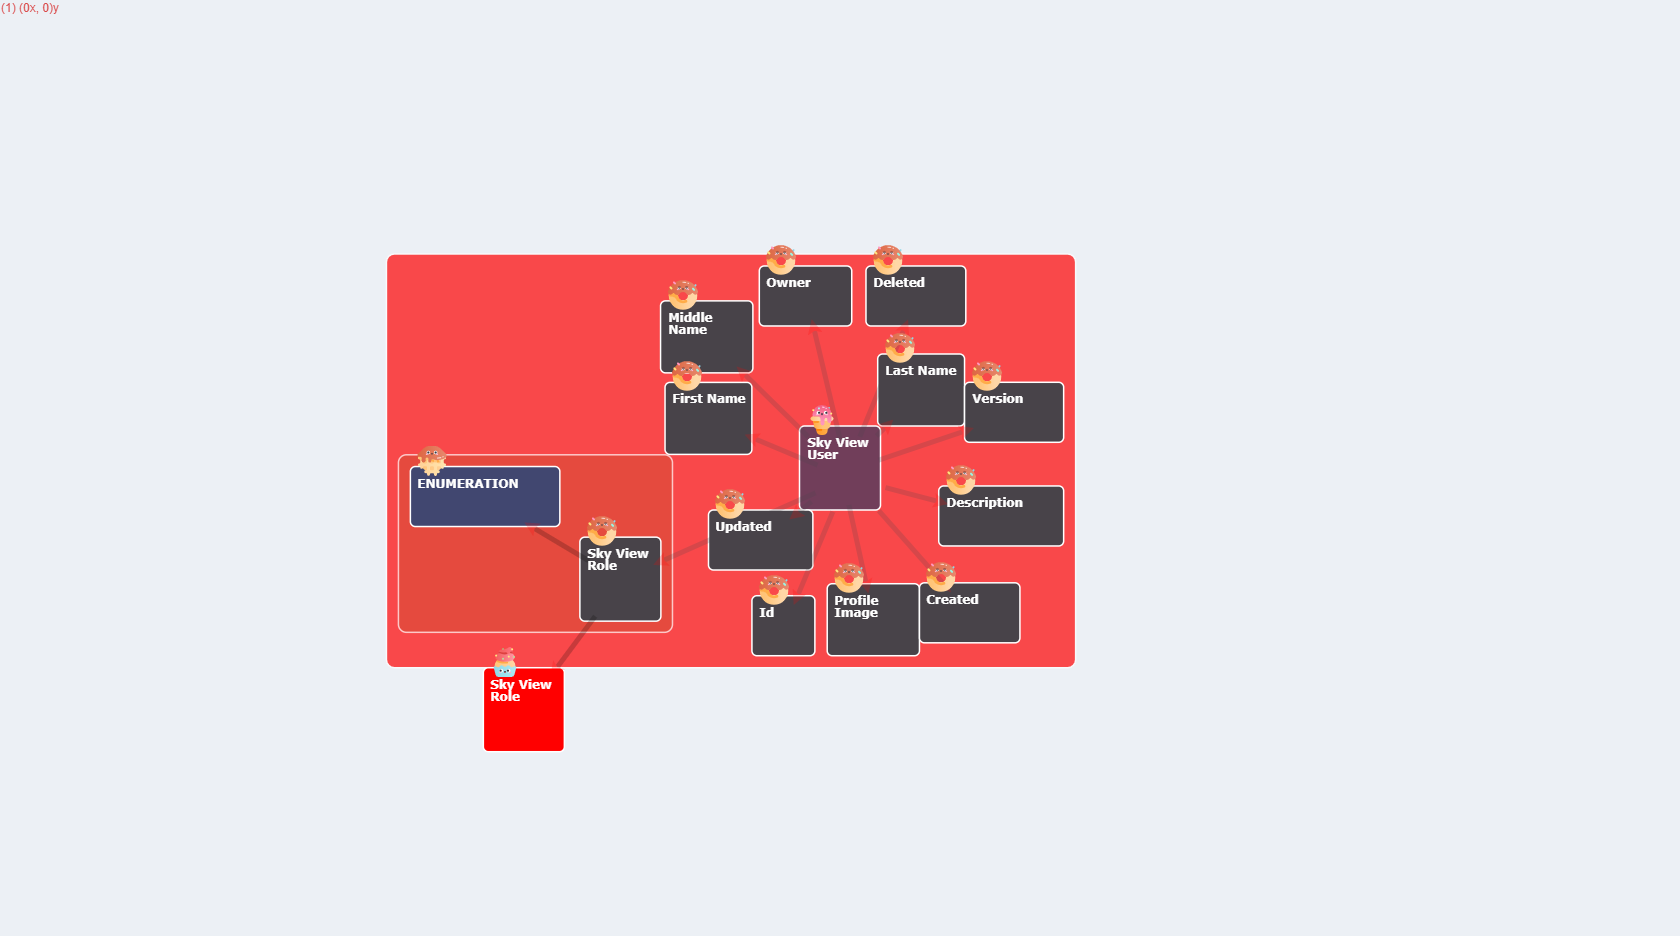 (1) (0x, 0)y
Owner
Deleted
Middle
Name
Last Name
First Name
Version
Sky View
User
ENUMERATION
Description
Updated
Sky View
Role
Id
Profile
Image
Created
Sky View
Role